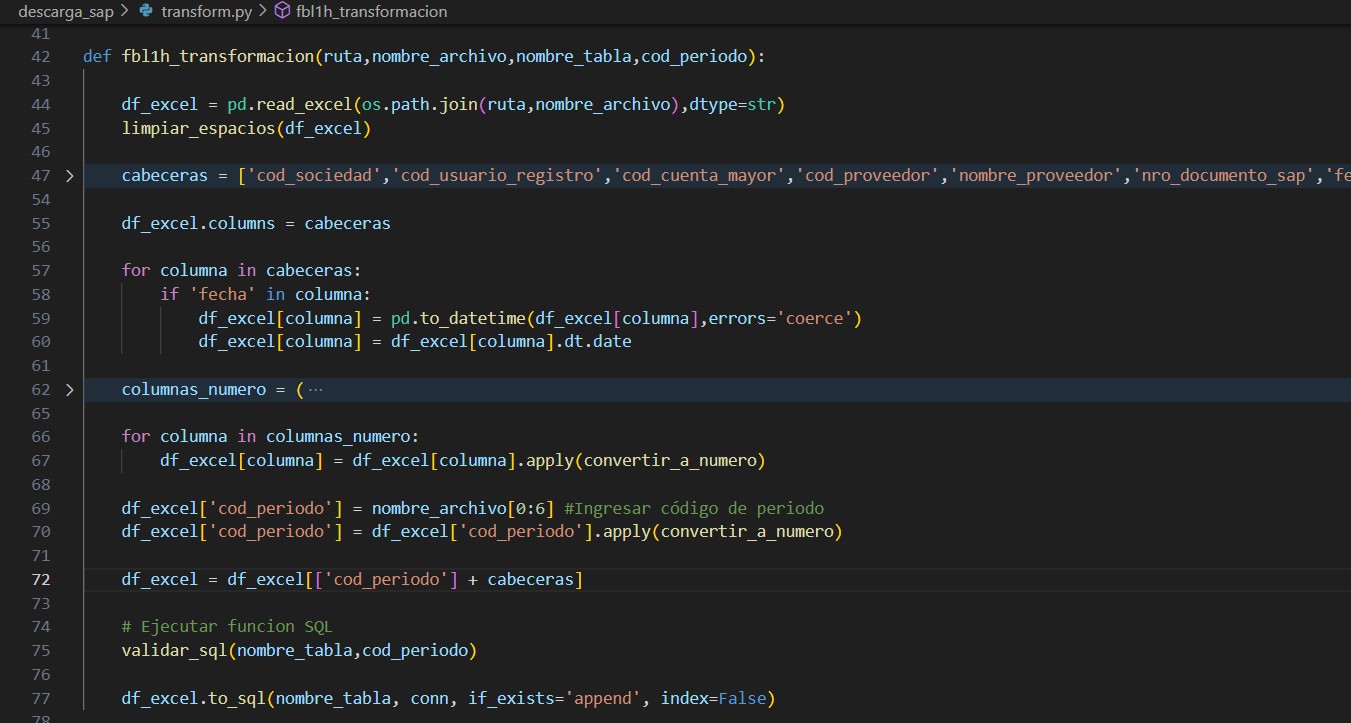 descarga_sap > transform.py > fbl1h_transformacion
41
42 def fbl1h_transformacion(ruta,nombre_archivo,nombre_tabla,cod_periodo):
43
44     df_excel = pd.read_excel(os.path.join(ruta,nombre_archivo),dtype=str)
45     limpiar_espacios(df_excel)
46
47 >     cabeceras = ['cod_sociedad','cod_usuario_registro','cod_cuenta_mayor','cod_proveedor','nombre_proveedor','nro_documento_sap','fe
54
55     df_excel.columns = cabeceras
56
57     for columna in cabeceras:
58         if 'fecha' in columna:
59             df_excel[columna] = pd.to_datetime(df_excel[columna],errors='coerce')
60             df_excel[columna] = df_excel[columna].dt.date
61
62 >     columnas_numero = ( ···
65
66     for columna in columnas_numero:
67         df_excel[columna] = df_excel[columna].apply(convertir_a_numero)
68
69     df_excel['cod_periodo'] = nombre_archivo[0:6] #Ingresar código de periodo
70     df_excel['cod_periodo'] = df_excel['cod_periodo'].apply(convertir_a_numero)
71
72     df_excel = df_excel[['cod_periodo'] + cabeceras]
73
74     # Ejecutar funcion SQL
75     validar_sql(nombre_tabla,cod_periodo)
76
77     df_excel.to_sql(nombre_tabla, conn, if_exists='append', index=False)
78